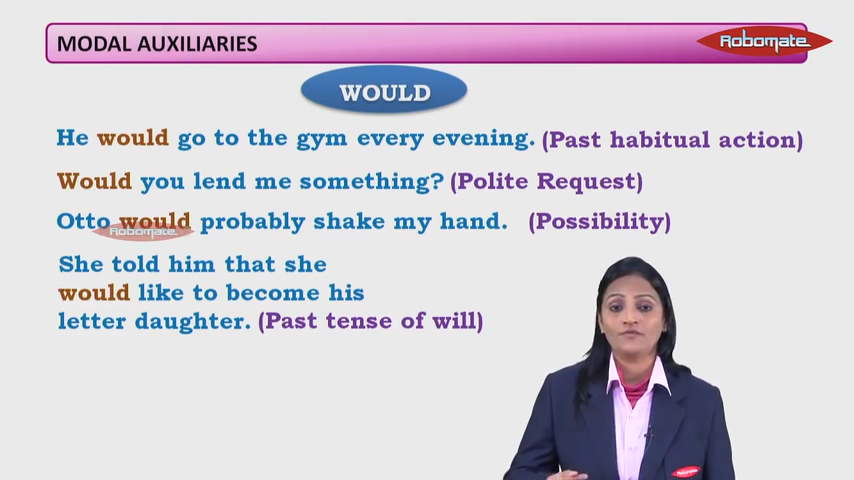 MODAL AUXILIARIES
Robomate
WOULD
He would go to the gym every evening. (Past habitual action)
Would you lend me something? (Polite Request)
Otto would probably shake my hand. (Possibility)
Robomate
She told him that she
would like to become his
letter daughter. (Past tense of will)
Robomate